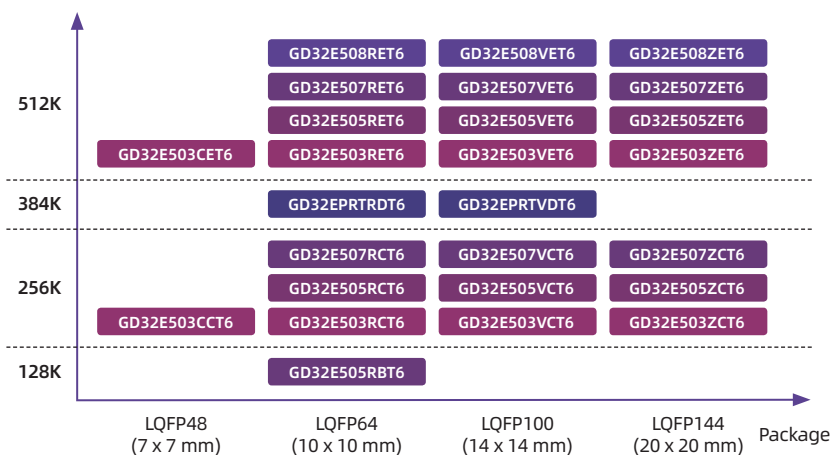 GD32E508RET6 GD32E508VET6 GD32E508ZET6
GD32E507RET6 GD32E507VET6 GD32E507ZET6
512K
GD32E505RET6 GD32E505VET6 GD32E505ZET6
GD32E503CET6 GD32E503RET6 GD32E503VET6 GD32E503ZET6
384K GD32EPRTRDT6 GD32EPRTVDT6
GD32E507RCT6 GD32E507VCT6 GD32E507ZCT6
256K GD32E505RCT6 GD32E505VCT6 GD32E505ZCT6
GD32E503CCT6 GD32E503RCT6 GD32E503VCT6 GD32E503ZCT6
128K GD32E505RBT6
LQFP48 LQFP64 LQFP100 LQFP144 Package
(7 x 7 mm) (10 x 10 mm) (14 x 14 mm) (20 x 20 mm)